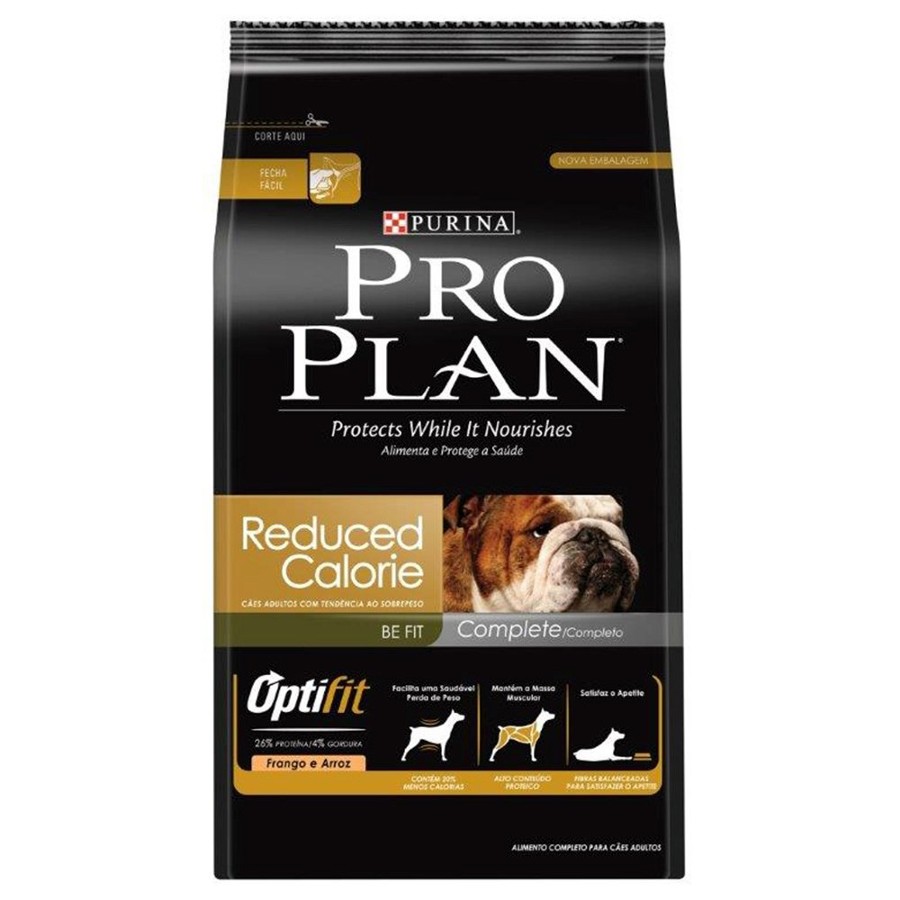 CORTE AQUI
FECHA
FÁCIL
NOVA EMBALAGEM
PURINA®
PRO
PLAN®
Protects While It Nourishes
Alimenta e Protege a Saúde
Reduced
Calorie
CÃES ADULTOS COM TENDÊNCIA AO SOBREPESO
BE FIT
Complete/Completo
Optifit
26% PROTEÍNA/4% GORDURA
Frango e Arroz
Facilita uma Saudável
Perda de Peso
CONTÉM 20%
MENOS CALORIAS
Mantém a Massa
Muscular
ALTO CONTEÚDO
PROTEICO
Satisfaz o Apetite
FIBRAS BALANCEADAS
PARA SATISFAZER O APETITE
ALIMENTO COMPLETO PARA CÃES ADULTOS